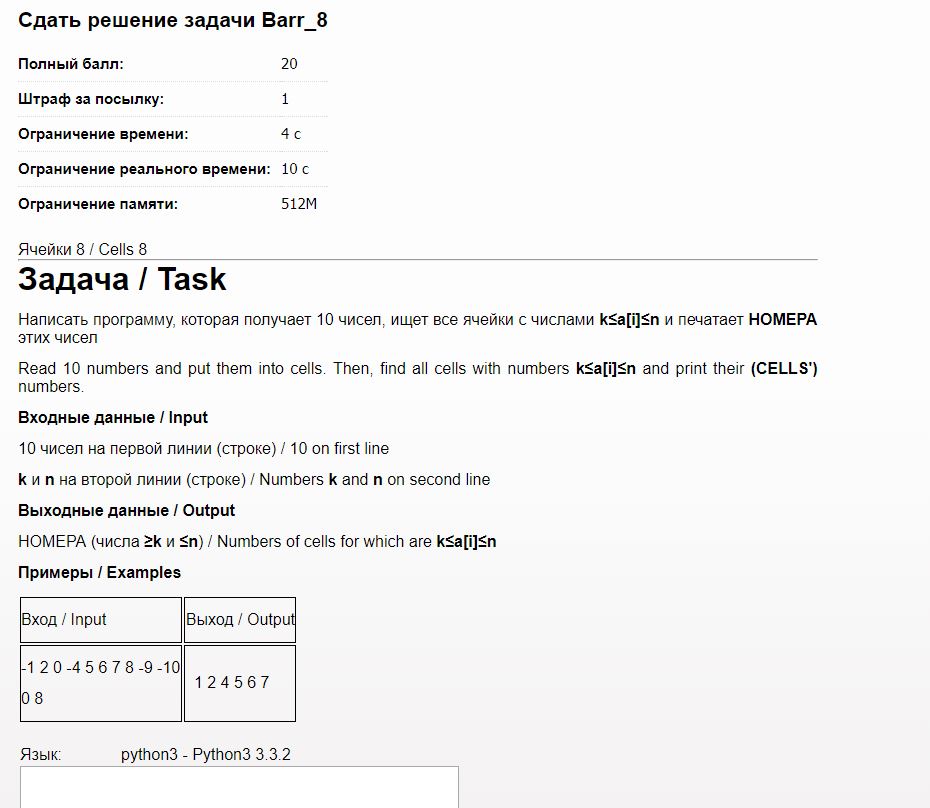 Сдать решение задачи Barr_8
Полный балл: 20
Штраф за посылку: 1
Ограничение времени: 4 с
Ограничение реального времени: 10 с
Ограничение памяти: 512M
Ячейки 8 / Cells 8
Задача / Task
Написать программу, которая получает 10 чисел, ищет все ячейки с числами k≤a[i]≤n и печатает НОМЕРА
этих чисел
Read 10 numbers and put them into cells. Then, find all cells with numbers k≤a[i]≤n and print their (CELLS')
numbers.
Входные данные / Input
10 чисел на первой линии (строке) / 10 on first line
k и n на второй линии (строке) / Numbers k and n on second line
Выходные данные / Output
НОМЕРА (числа ≥k и ≤n) / Numbers of cells for which are k≤a[i]≤n
Примеры / Examples
Вход / Input Выход / Output
-1 2 0 -4 5 6 7 8 -9 -10
0 8
1 2 4 5 6 7
Язык: python3 - Python3 3.3.2